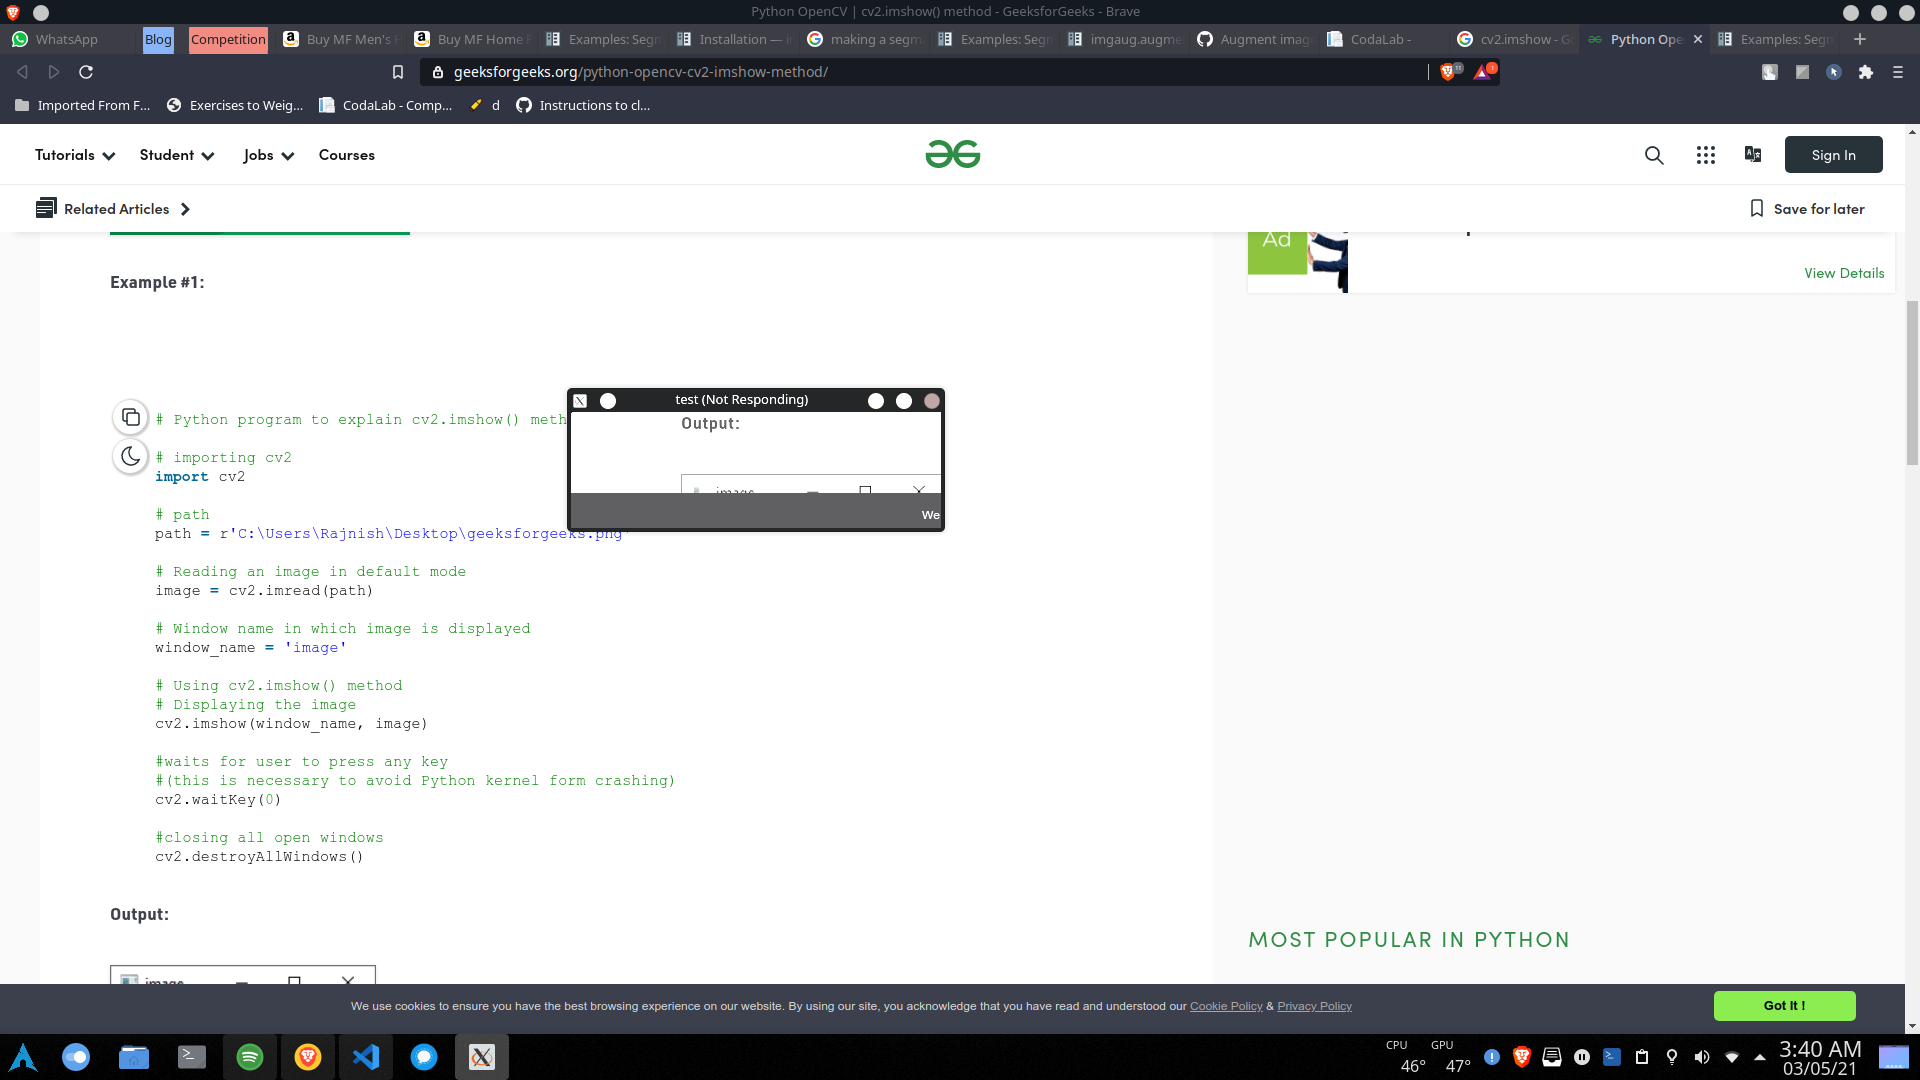 Python OpenCV | cv2.imshow() method - GeeksforGeeks - Brave
WhatsApp
Blog
Competition
Buy MF Men's H
Buy MF Home F
Examples: Segm
Installation — i
making a segm
Examples: Segm
imgaug.augme
Augment imag
CodaLab -
cv2.imshow - G
Python Ope
Examples: Segm
geeksforgeeks.org/python-opencv-cv2-imshow-method/
Imported From F...
Exercises to Weig...
CodaLab - Comp...
d
Instructions to cl...
Tutorials
Student
Jobs
Courses
Sign In
Related Articles
Save for later
Ad
View Details
Example #1:
# Python program to explain cv2.imshow() meth
# importing cv2
import cv2
# path
path = r'C:\Users\Rajnish\Desktop\geeksforgeeks.png'
# Reading an image in default mode
image = cv2.imread(path)
# Window name in which image is displayed
window_name = 'image'
# Using cv2.imshow() method
# Displaying the image
cv2.imshow(window_name, image)
#waits for user to press any key
#(this is necessary to avoid Python kernel form crashing)
cv2.waitKey(0)
#closing all open windows
cv2.destroyAllWindows()
Output:
image
test (Not Responding)
Output:
image
We
MOST POPULAR IN PYTHON
We use cookies to ensure you have the best browsing experience on our website. By using our site, you acknowledge that you have read and understood our Cookie Policy & Privacy Policy
Got It !
CPU
46°
GPU
47°
3:40 AM
03/05/21